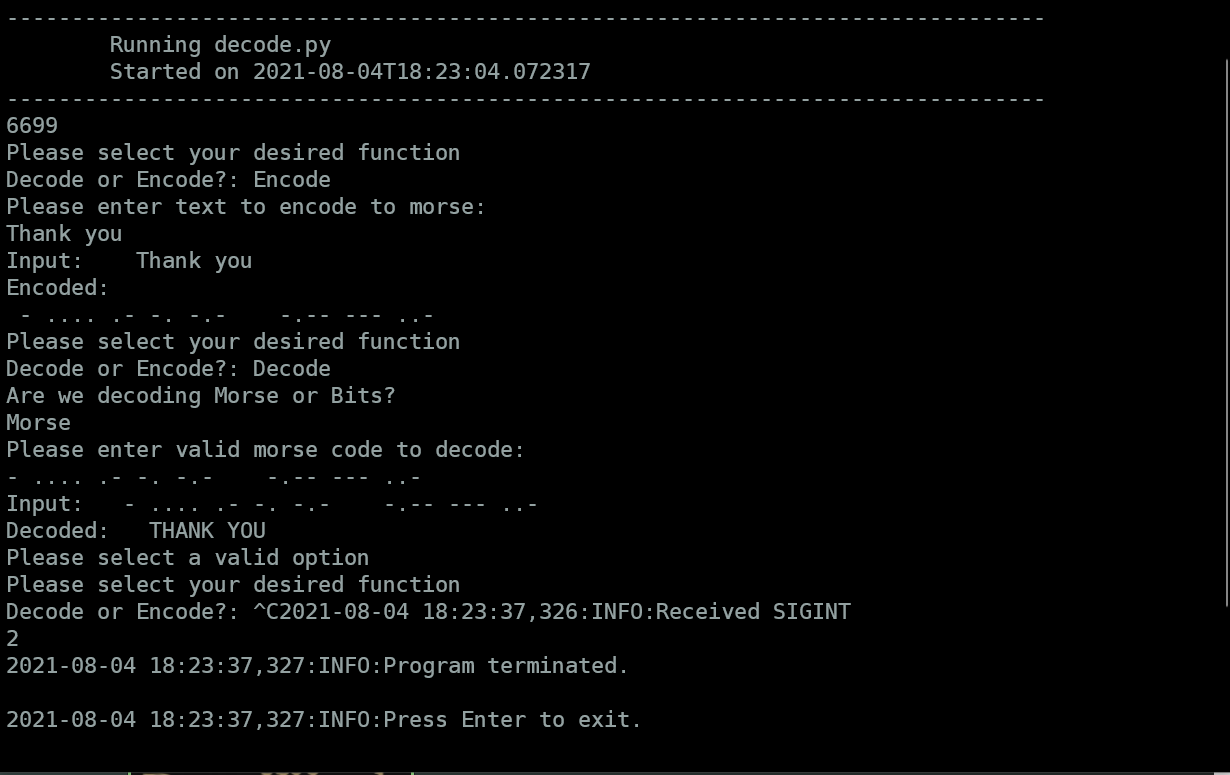 --------------------------------------------------------------------------------
        Running decode.py
        Started on 2021-08-04T18:23:04.072317
--------------------------------------------------------------------------------
6699
Please select your desired function
Decode or Encode?: Encode
Please enter text to encode to morse:
Thank you
Input:    Thank you
Encoded:
 - .... .- -. -.-    -.-- --- ..-
Please select your desired function
Decode or Encode?: Decode
Are we decoding Morse or Bits?
Morse
Please enter valid morse code to decode:
- .... .- -. -.-    -.-- --- ..-
Input:   - .... .- -. -.-    -.-- --- ..-
Decoded:   THANK YOU
Please select a valid option
Please select your desired function
Decode or Encode?: ^C2021-08-04 18:23:37,326:INFO:Received SIGINT
2
2021-08-04 18:23:37,327:INFO:Program terminated.
2021-08-04 18:23:37,327:INFO:Press Enter to exit.